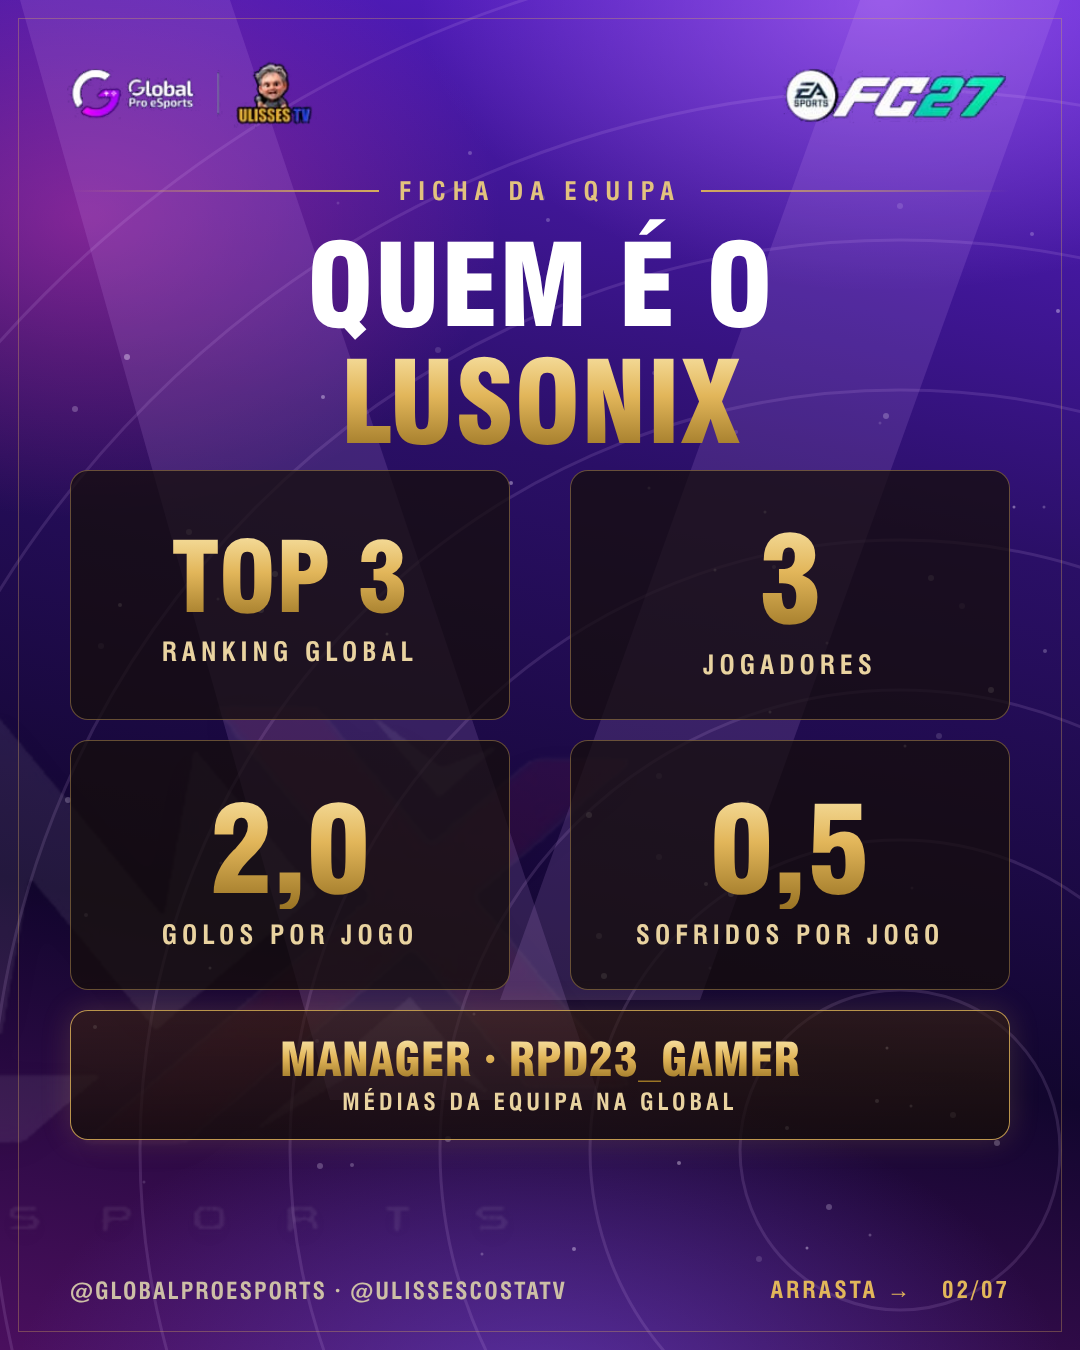 Global
Pro eSports
ULISSES TV
EA
SPORTS
FC27
FICHA DA EQUIPA
QUEM É O
LUSONIX
TOP 3
RANKING GLOBAL
3
JOGADORES
2,0
GOLOS POR JOGO
0,5
SOFRIDOS POR JOGO
MANAGER · RPD23_GAMER
MÉDIAS DA EQUIPA NA GLOBAL
SPORTS
@GLOBALPROESPORTS · @ULISSESCOSTATV
ARRASTA → 02/07